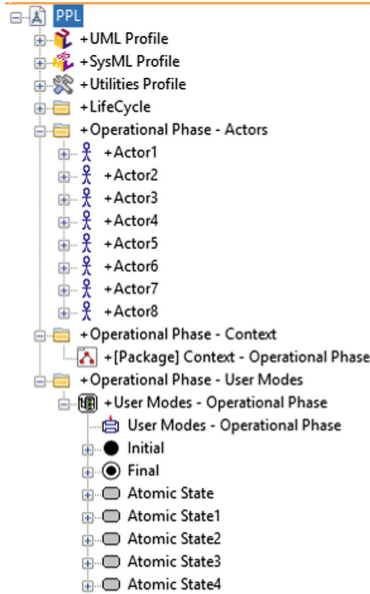 PPL
+UML Profile
+SysML Profile
+Utilities Profile
+LifeCycle
+Operational Phase - Actors
+Actor1
+Actor2
+Actor3
+Actor4
+Actor5
+Actor6
+Actor7
+Actor8
+Operational Phase - Context
+[Package] Context - Operational Phase
+Operational Phase - User Modes
+User Modes - Operational Phase
User Modes - Operational Phase
Initial
Final
Atomic State
Atomic State1
Atomic State2
Atomic State3
Atomic State4